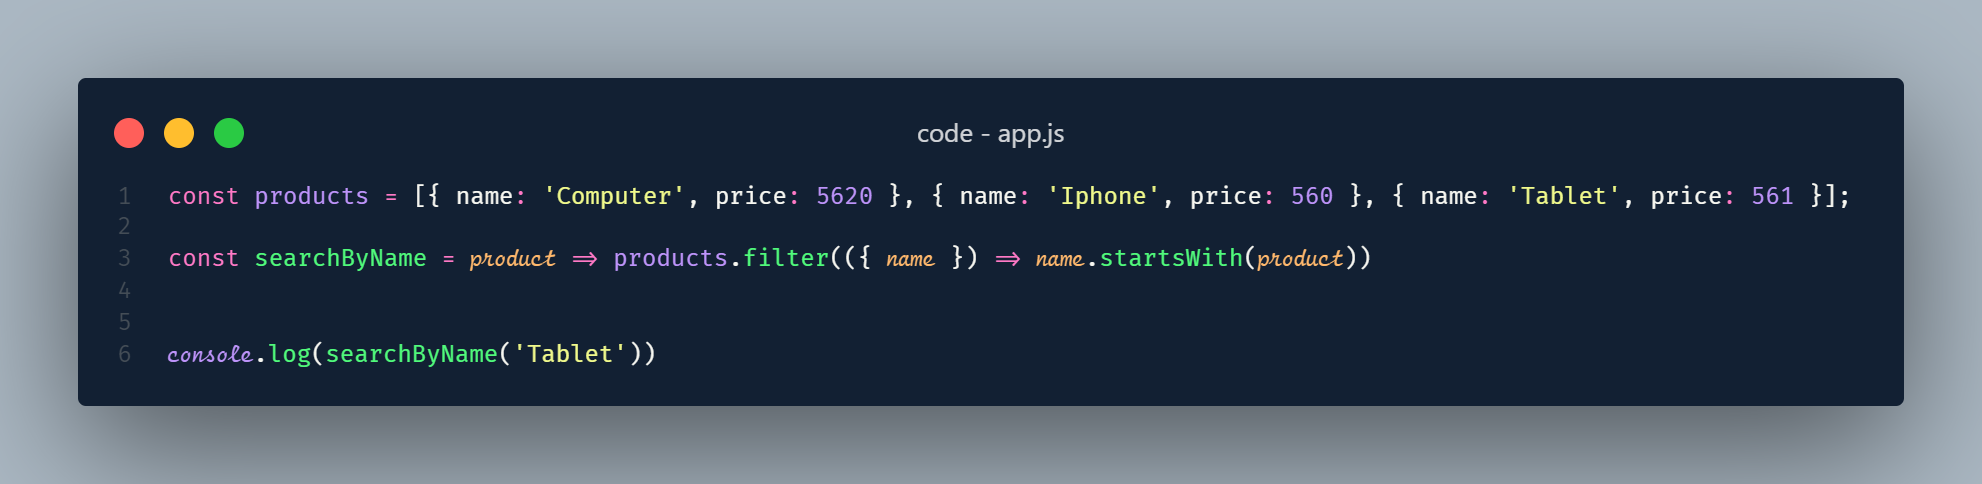 code - app.js
1 const products = [{ name: 'Computer', price: 5620 }, { name: 'Iphone', price: 560 }, { name: 'Tablet', price: 561 }];
2
3 const searchByName = product => products.filter(({ name }) => name.startsWith(product))
4
5
6 console.log(searchByName('Tablet'))